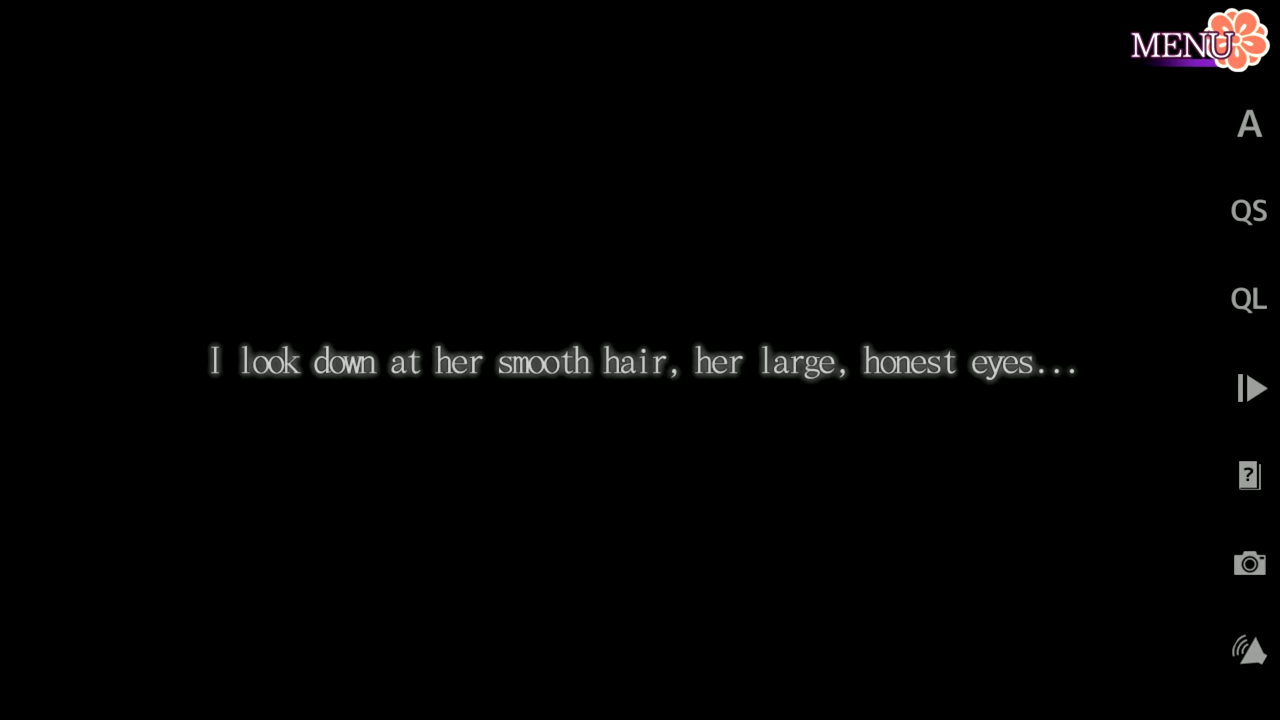 MENU
A
QS
QL
I look down at her smooth hair, her large, honest eyes...
?